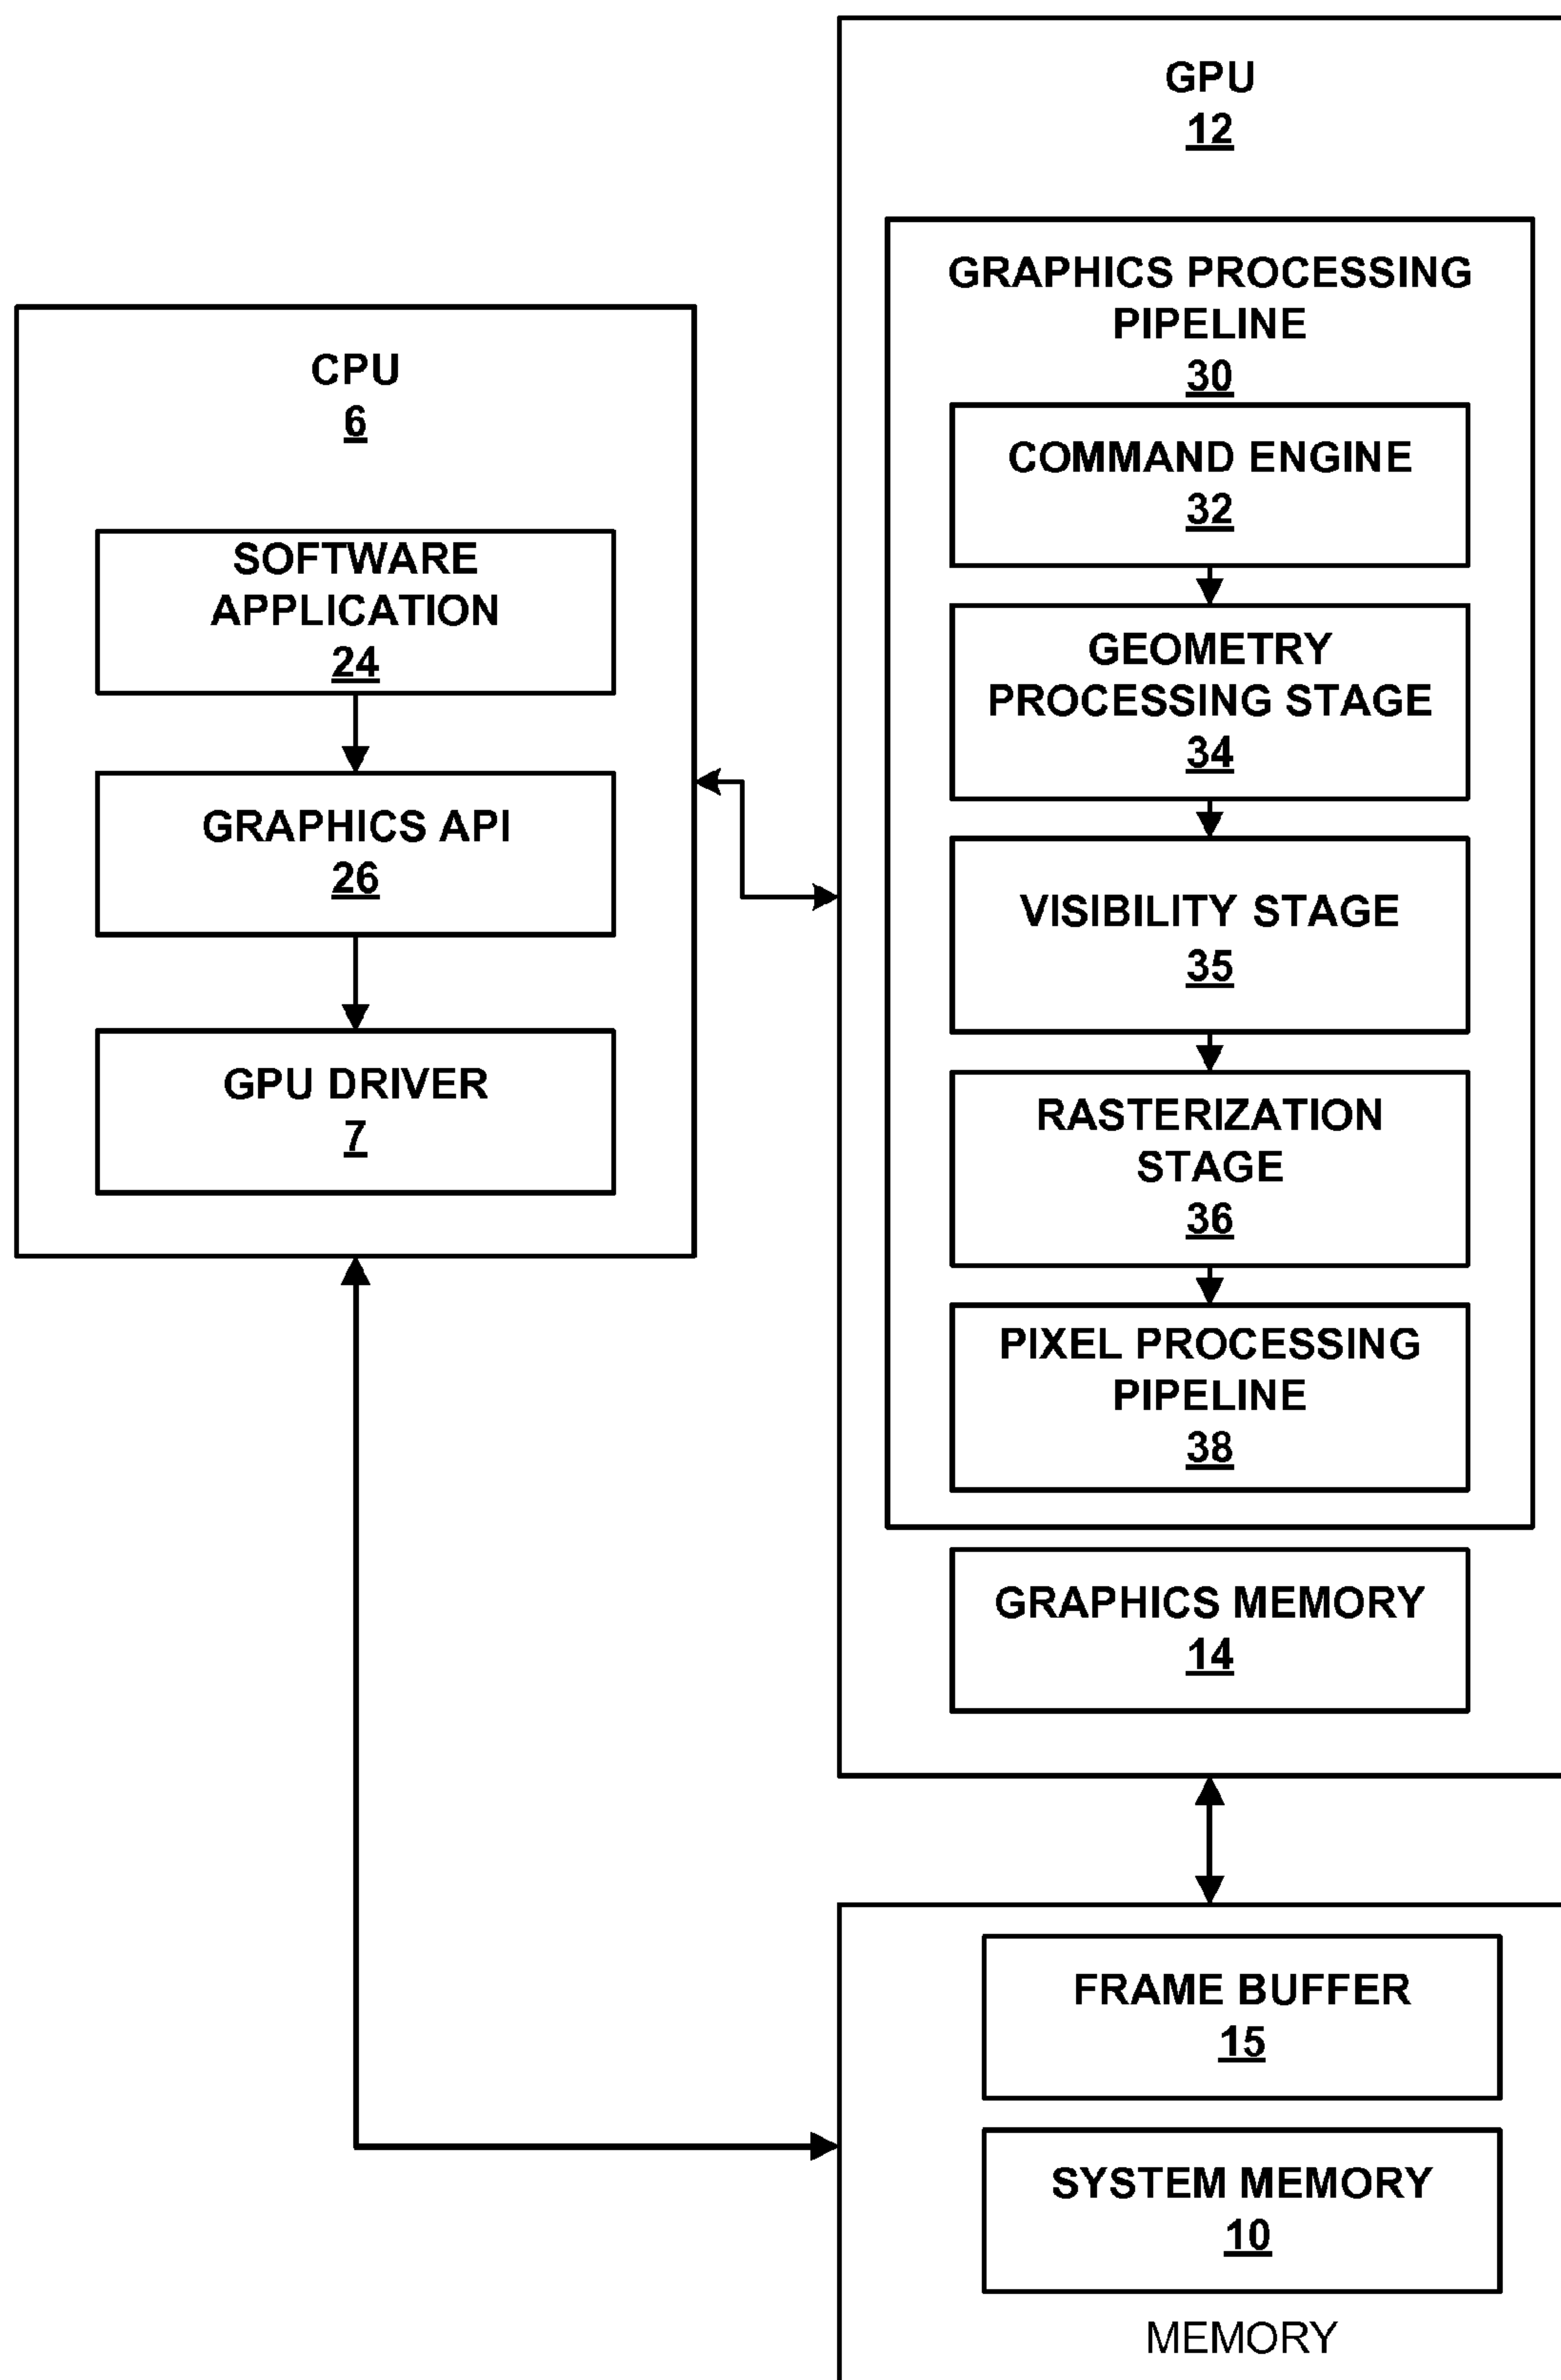 GPU
12
GRAPHICS PROCESSING
PIPELINE
30
COMMAND ENGINE
32
GEOMETRY
PROCESSING STAGE
34
VISIBILITY STAGE
35
RASTERIZATION
STAGE
36
PIXEL PROCESSING
PIPELINE
38
GRAPHICS MEMORY
14
CPU
6
SOFTWARE
APPLICATION
24
GRAPHICS API
26
GPU DRIVER
7
FRAME BUFFER
15
SYSTEM MEMORY
10
MEMORY